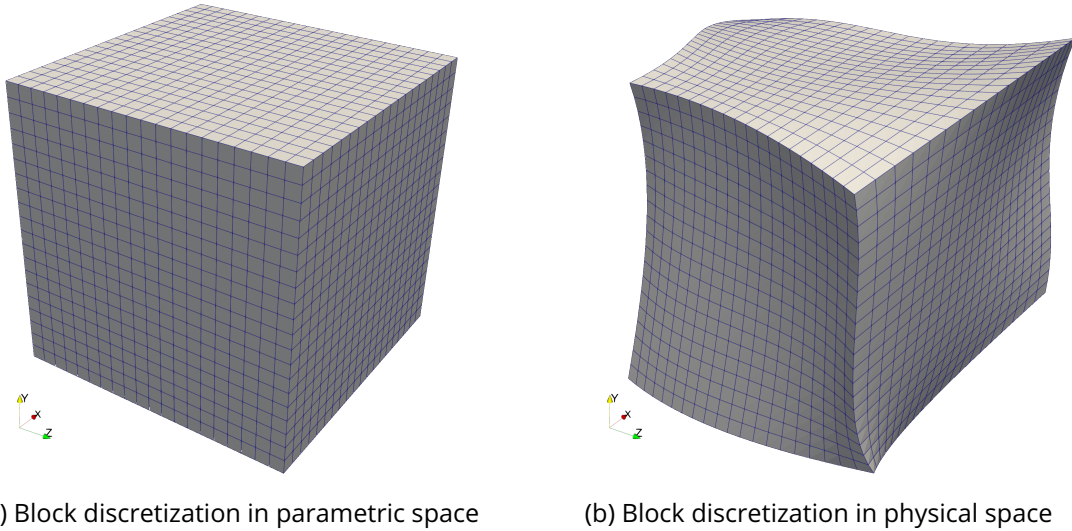 Y
X
Z
Y
X
Z
) Block discretization in parametric space
(b) Block discretization in physical space